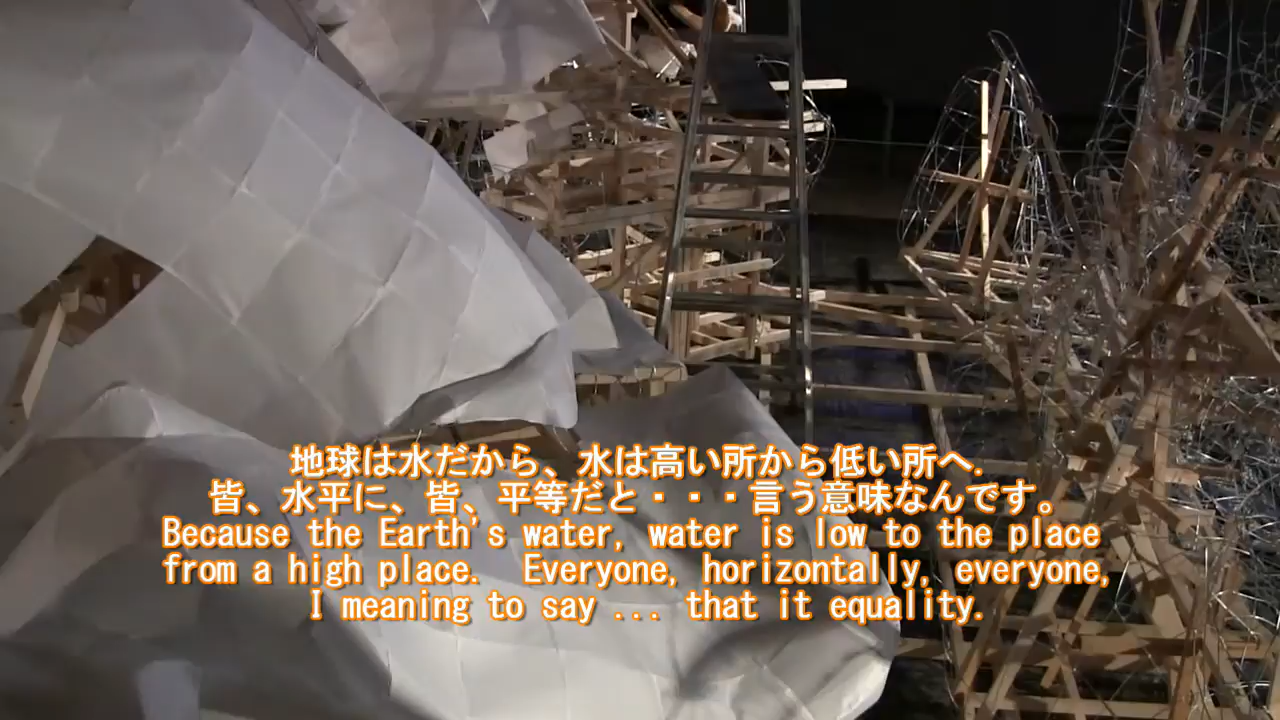 地球は水だから、水は高い所から低い所へ.
皆、水平に、皆、平等だと・・・言う意味なんです。
Because the Earth's water, water is low to the place
from a high place.  Everyone, horizontally, everyone,
I meaning to say ... that it equality.